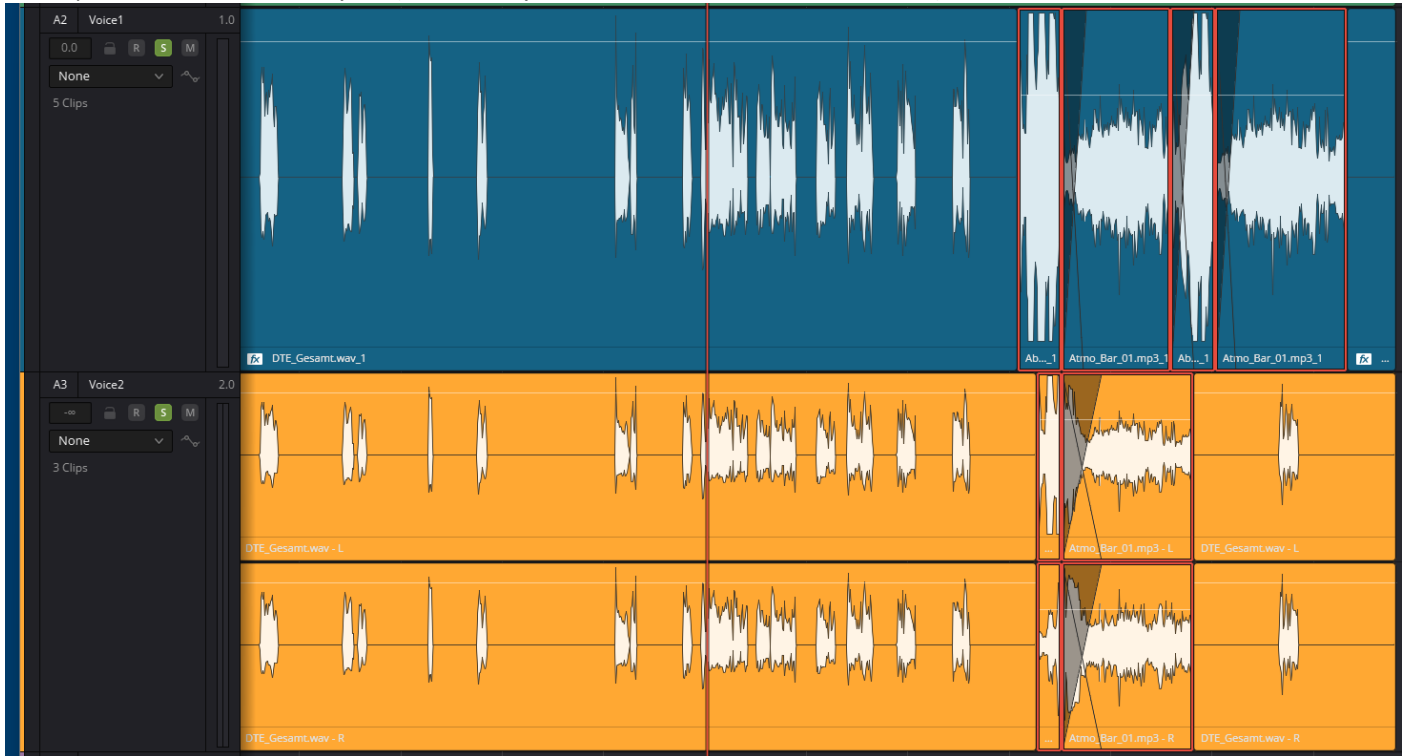 A2 Voice1 1.0
0.0 R S M
None
5 Clips
fx DTE_Gesamt.wav_1
Ab..._1
Atmo_Bar_01.mp3_1
Ab..._1
Atmo_Bar_01.mp3_1
fx ...
A3 Voice2 2.0
-∞ R S M
None
3 Clips
DTE_Gesamt.wav - L
...
Atmo_Bar_01.mp3 - L
DTE_Gesamt.wav - L
DTE_Gesamt.wav - R
...
Atmo_Bar_01.mp3 - R
DTE_Gesamt.wav - R